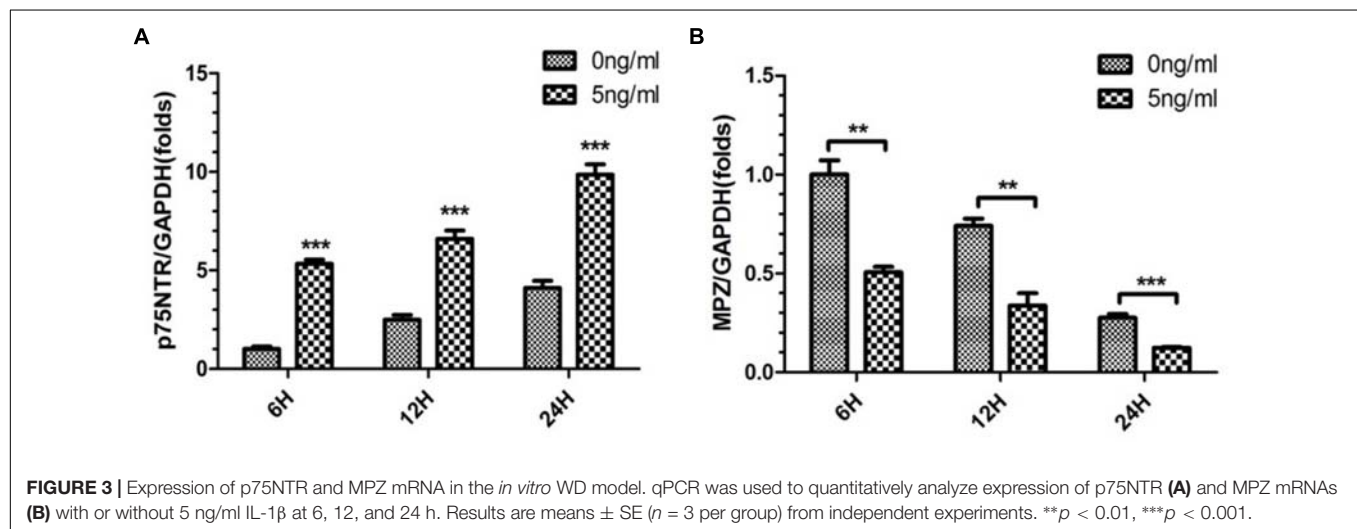 A
p75NTR/GAPDH(folds)
15
10
5
0
0ng/ml
5ng/ml
***
***
***
6H
12H
24H
B
MPZ/GAPDH(folds)
1.5
1.0
0.5
0.0
0ng/ml
5ng/ml
**
**
***
6H
12H
24H
FIGURE 3 | Expression of p75NTR and MPZ mRNA in the in vitro WD model. qPCR was used to quantitatively analyze expression of p75NTR (A) and MPZ mRNAs
(B) with or without 5 ng/ml IL-1β at 6, 12, and 24 h. Results are means ± SE (n = 3 per group) from independent experiments. **p < 0.01, ***p < 0.001.